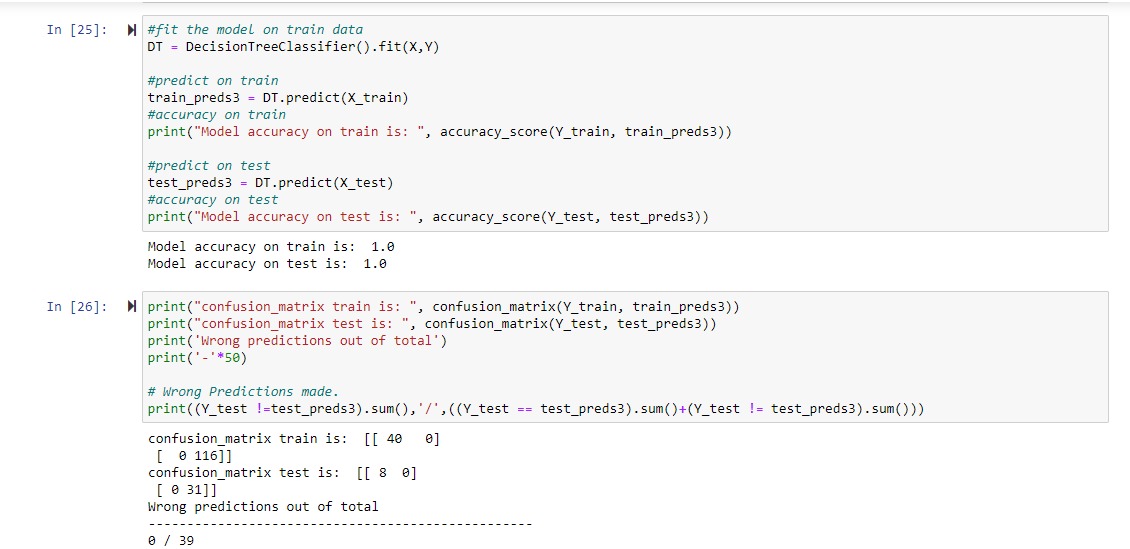 In [25]:
#fit the model on train data
DT = DecisionTreeClassifier().fit(X,Y)
#predict on train
train_preds3 = DT.predict(X_train)
#accuracy on train
print("Model accuracy on train is: ", accuracy_score(Y_train, train_preds3))
#predict on test
test_preds3 = DT.predict(X_test)
#accuracy on test
print("Model accuracy on test is: ", accuracy_score(Y_test, test_preds3))
Model accuracy on train is:  1.0
Model accuracy on test is:  1.0
In [26]:
print("confusion_matrix train is: ", confusion_matrix(Y_train, train_preds3))
print("confusion_matrix test is: ", confusion_matrix(Y_test, test_preds3))
print('Wrong predictions out of total')
print('-'*50)
# Wrong Predictions made.
print((Y_test !=test_preds3).sum(),'/',((Y_test == test_preds3).sum()+(Y_test != test_preds3).sum()))
confusion_matrix train is:  [[ 40   0]
 [  0 116]]
confusion_matrix test is:  [[ 8  0]
 [ 0 31]]
Wrong predictions out of total
--------------------------------------------------
0 / 39